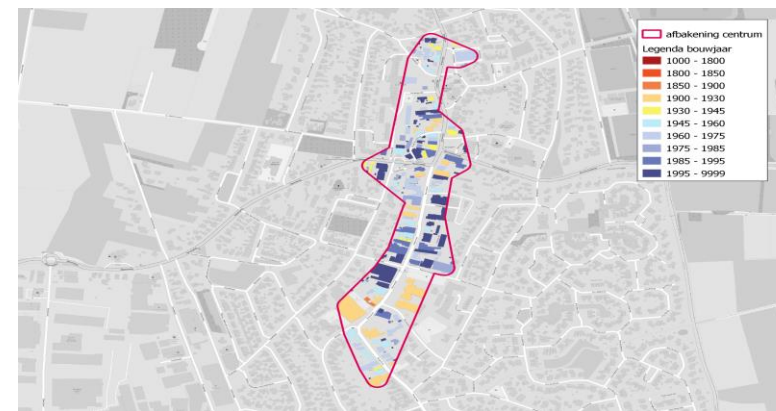 afbakening centrum
Legenda bouwjaar
1000 - 1800
1800 - 1850
1850 - 1900
1900 - 1930
1930 - 1945
1945 - 1960
1960 - 1975
1975 - 1985
1985 - 1995
1995 - 9999